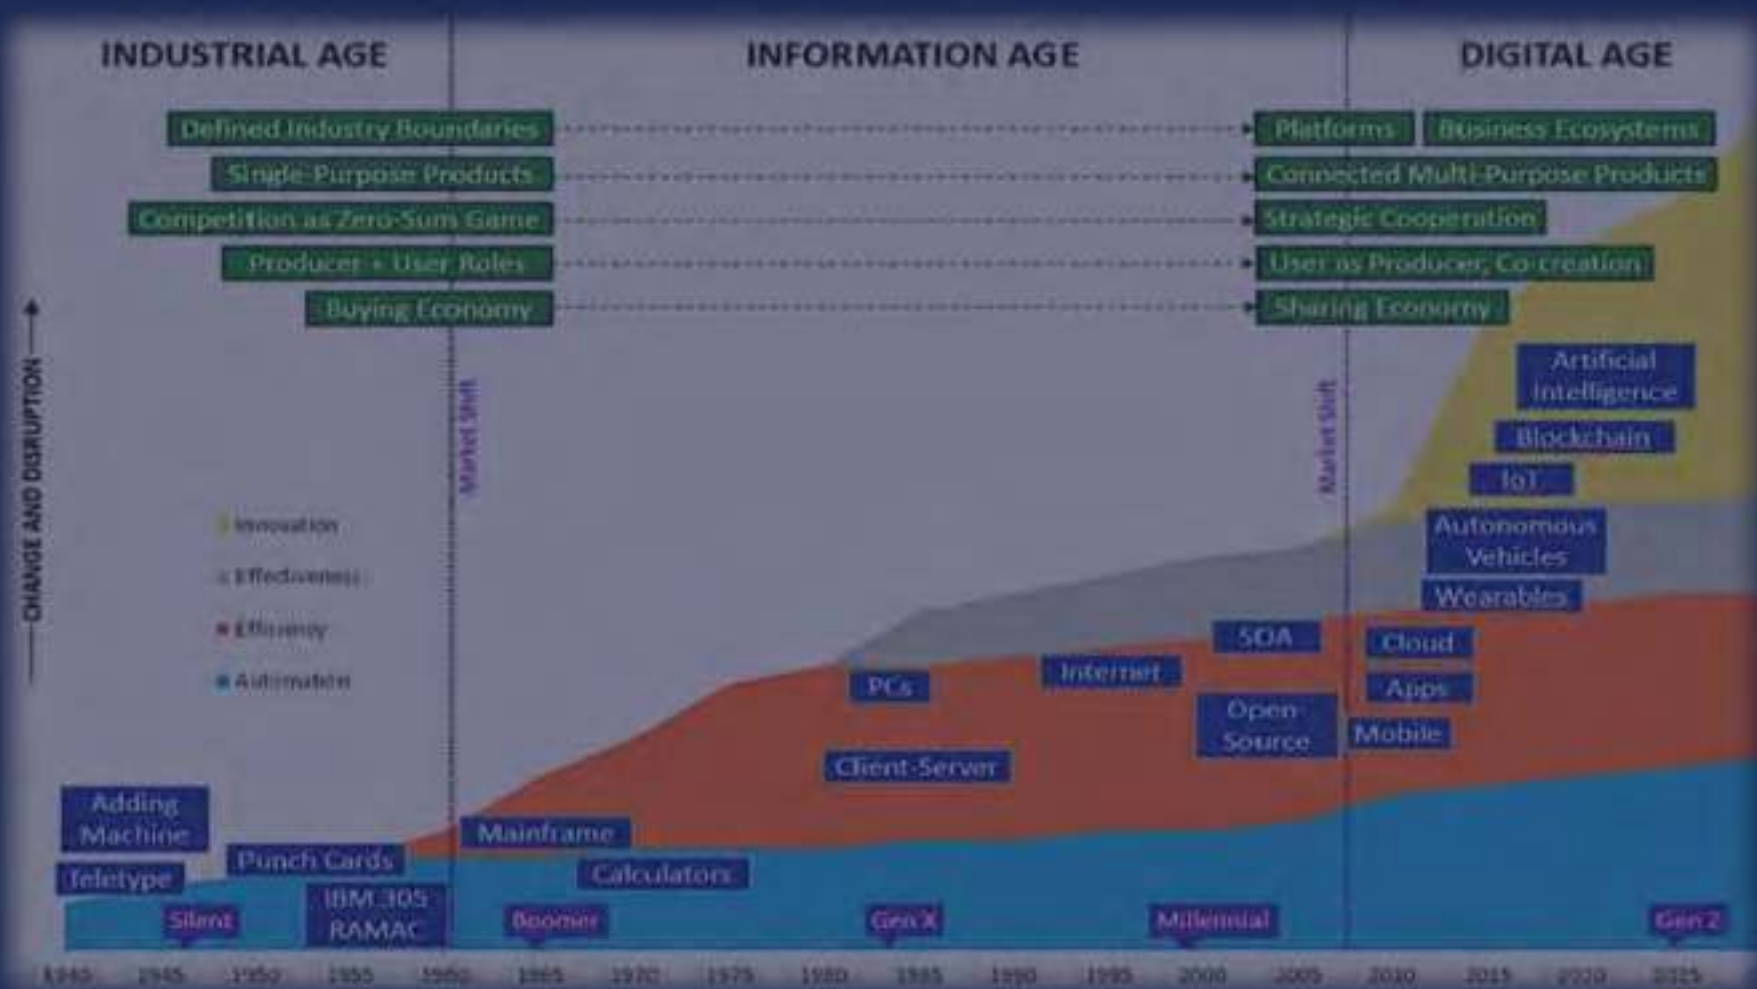 INDUSTRIAL AGE
INFORMATION AGE
DIGITAL AGE
Defined Industry Boundaries
Platforms
Business Ecosystems
Single-Purpose Products
Connected Multi-Purpose Products
Competition as Zero-Sum Game
Strategic Cooperation
Producer + User Roles
User as Producer, Co-creation
Buying Economy
Sharing Economy
CHANGE AND DISRUPTION
Market Shift
Market Shift
Innovation
Effectiveness
Efficiency
Automation
Artificial
Intelligence
Blockchain
IoT
Autonomous
Vehicles
Wearables
SOA
Cloud
PCs
Internet
Apps
Open-
Source
Mobile
Client-Server
Adding
Machine
Teletype
Punch Cards
Mainframe
Calculators
IBM 305
RAMAC
Silent
Boomer
Gen X
Millennial
Gen Z
1940 1945 1950 1955 1960 1965 1970 1975 1980 1985 1990 1995 2000 2005 2010 2015 2020 2025